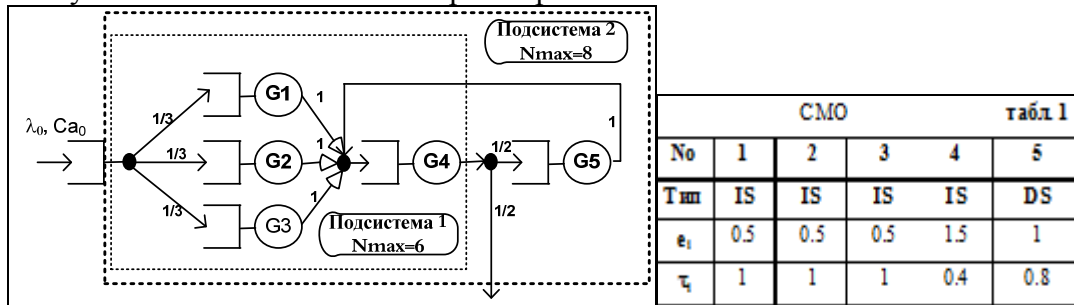 Подсистема 2
Nmax=8
G1
1
1/3
λ₀, Ca₀
1/3
G2
1
1/3
G3
1
G4
1/2
G5
1
1/2
Подсистема 1
Nmax=6
СМО табл. 1
No 1 2 3 4 5
Тип IS IS IS IS DS
e₁ 0.5 0.5 0.5 1.5 1
τᵢ 1 1 1 0.4 0.8